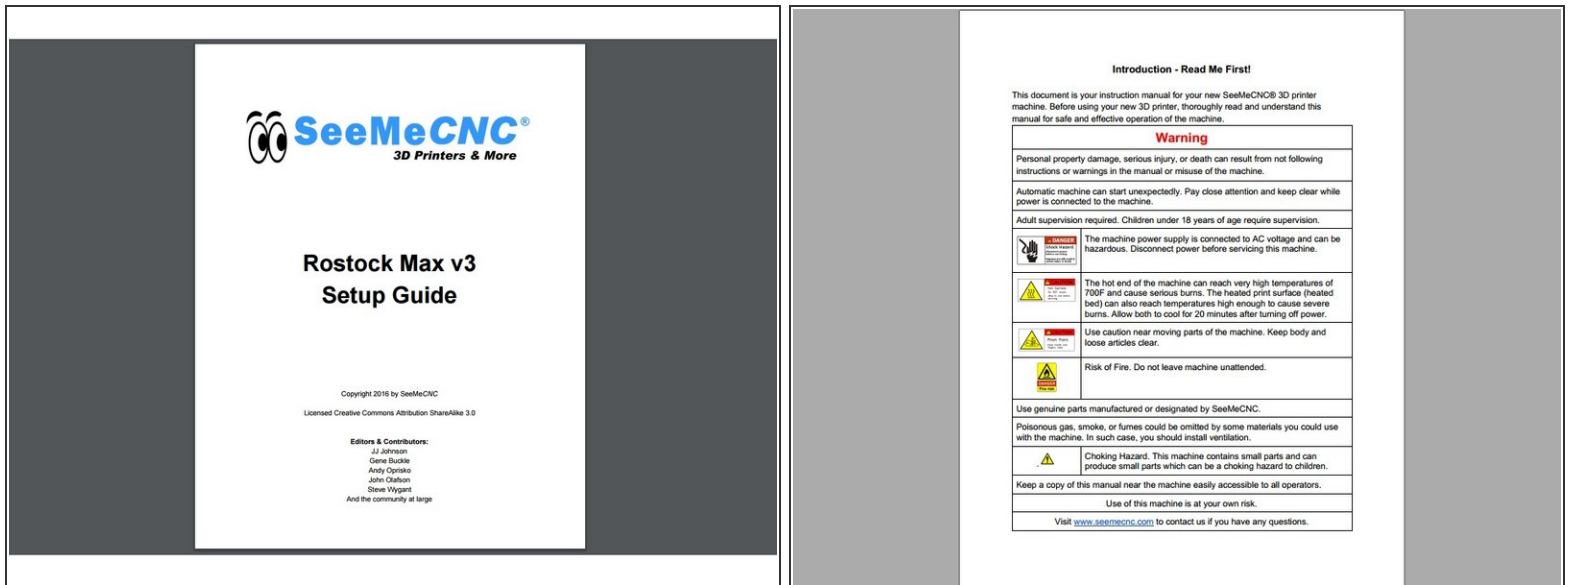 SeeMeCNC®
3D Printers & More
Rostock Max v3
Setup Guide
Copyright 2016 by SeeMeCNC
Licensed Creative Commons Attribution ShareAlike 3.0
Editors & Contributors:
JJ Johnson
Gene Buckle
Andy Oprisko
John Olafson
Steve Wygant
And the community at large
Introduction - Read Me First!
This document is your instruction manual for your new SeeMeCNC® 3D printer
machine. Before using your new 3D printer, thoroughly read and understand this
manual for safe and effective operation of the machine.
Warning
Personal property damage, serious injury, or death can result from not following
instructions or warnings in the manual or misuse of the machine.
Automatic machine can start unexpectedly. Pay close attention and keep clear while
power is connected to the machine.
Adult supervision required. Children under 18 years of age require supervision.
DANGER
Shock Hazard
The machine power supply is connected to AC voltage and can be
hazardous. Disconnect power before servicing this machine.
The hot end of the machine can reach very high temperatures of
700F and cause serious burns. The heated print surface (heated
bed) can also reach temperatures high enough to cause severe
burns. Allow both to cool for 20 minutes after turning off power.
Use caution near moving parts of the machine. Keep body and
loose articles clear.
Risk of Fire. Do not leave machine unattended.
Use genuine parts manufactured or designated by SeeMeCNC.
Poisonous gas, smoke, or fumes could be omitted by some materials you could use
with the machine. In such case, you should install ventilation.
Choking Hazard. This machine contains small parts and can
produce small parts which can be a choking hazard to children.
Keep a copy of this manual near the machine easily accessible to all operators.
Use of this machine is at your own risk.
Visit www.seemecnc.com to contact us if you have any questions.